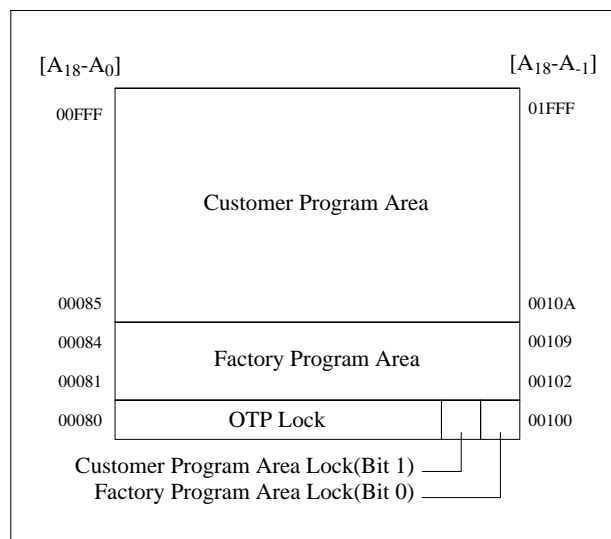 [A18-A0] [A18-A-1]
00FFF 01FFF
Customer Program Area
00085 0010A
00084 00109
Factory Program Area
00081 00102
00080 OTP Lock 00100
Customer Program Area Lock(Bit 1)
Factory Program Area Lock(Bit 0)